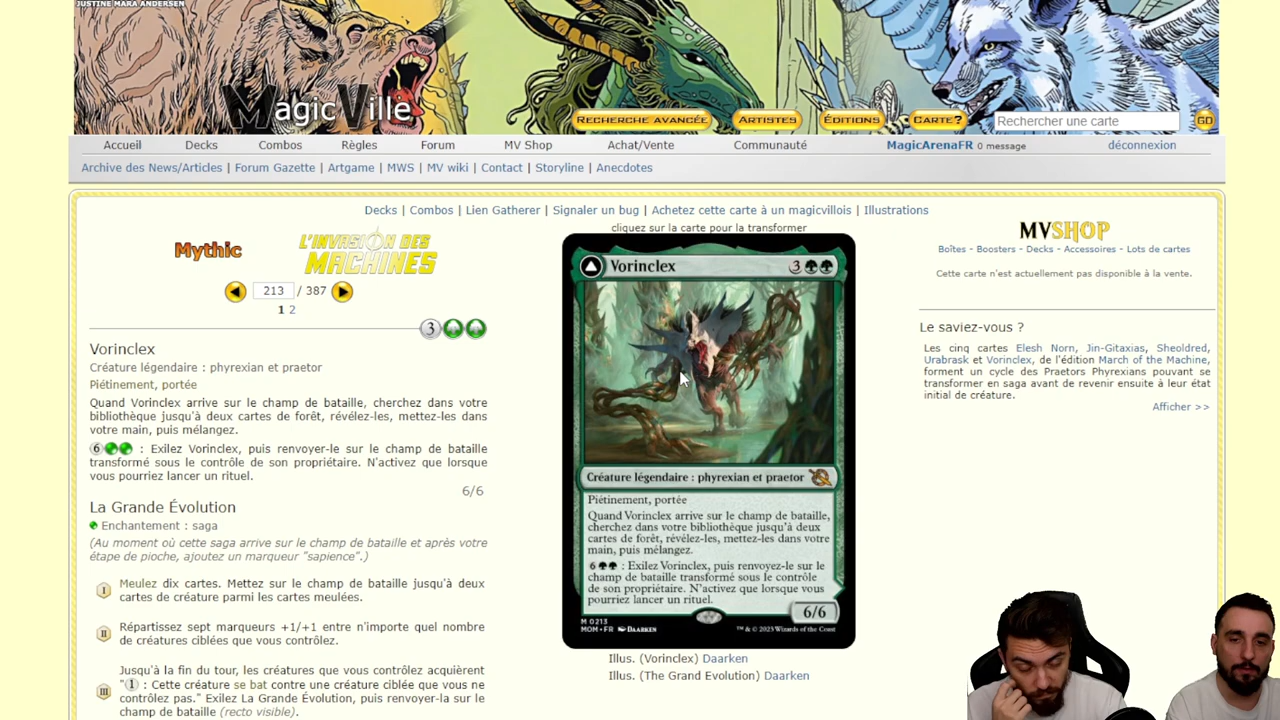 JUSTINE MARA ANDERSEN
MagicVille
RECHERCHE AVANCÉE
ARTISTES
ÉDITIONS
CARTE?
Rechercher une carte
GO
Accueil Decks Combos Règles Forum MV Shop Achat/Vente Communauté MagicArenaFR 0 message déconnexion
Archive des News/Articles | Forum Gazette | Artgame | MWS | MV wiki | Contact | Storyline | Anecdotes
Decks | Combos | Lien Gatherer | Signaler un bug | Achetez cette carte à un magicvillois | Illustrations
cliquez sur la carte pour la transformer
Mythic
L'INVASION DES
MACHINES
213 / 387
1 2
3
Vorinclex
Créature légendaire : phyrexian et praetor
Piétinement, portée
Quand Vorinclex arrive sur le champ de bataille, cherchez dans votre
bibliothèque jusqu'à deux cartes de forêt, révélez-les, mettez-les dans
votre main, puis mélangez.
6 : Exilez Vorinclex, puis renvoyer-le sur le champ de bataille
transformé sous le contrôle de son propriétaire. N'activez que lorsque
vous pourriez lancer un rituel.
6/6
La Grande Évolution
Enchantement : saga
(Au moment où cette saga arrive sur le champ de bataille et après votre
étape de pioche, ajoutez un marqueur "sapience".)
I
Meulez dix cartes. Mettez sur le champ de bataille jusqu'à deux
cartes de créature parmi les cartes meulées.
II
Répartissez sept marqueurs +1/+1 entre n'importe quel nombre
de créatures ciblées que vous contrôlez.
III
Jusqu'à la fin du tour, les créatures que vous contrôlez acquièrent
"1 : Cette créature se bat contre une créature ciblée que vous ne
contrôlez pas." Exilez La Grande Évolution, puis renvoyer-la sur le
champ de bataille (recto visible).
Vorinclex 3
Créature légendaire : phyrexian et praetor
Piétinement, portée
Quand Vorinclex arrive sur le champ de bataille,
cherchez dans votre bibliothèque jusqu'à deux
cartes de forêt, révélez-les, mettez-les dans votre
main, puis mélangez.
6 : Exilez Vorinclex, puis renvoyez-le sur le
champ de bataille transformé sous le contrôle
de son propriétaire. N'activez que lorsque vous
pourriez lancer un rituel.
6/6
M 0213
MOM • FR DAARKEN
™ & © 2023 Wizards of the Coast
Illus. (Vorinclex) Daarken
Illus. (The Grand Evolution) Daarken
MVSHOP
Boîtes - Boosters - Decks - Accessoires - Lots de cartes
Cette carte n'est actuellement pas disponible à la vente.
Le saviez-vous ?
Les cinq cartes Elesh Norn, Jin-Gitaxias, Sheoldred,
Urabrask et Vorinclex, de l'édition March of the Machine,
forment un cycle des Praetors Phyrexians pouvant se
transformer en saga avant de revenir ensuite à leur état
initial de créature.
Afficher >>